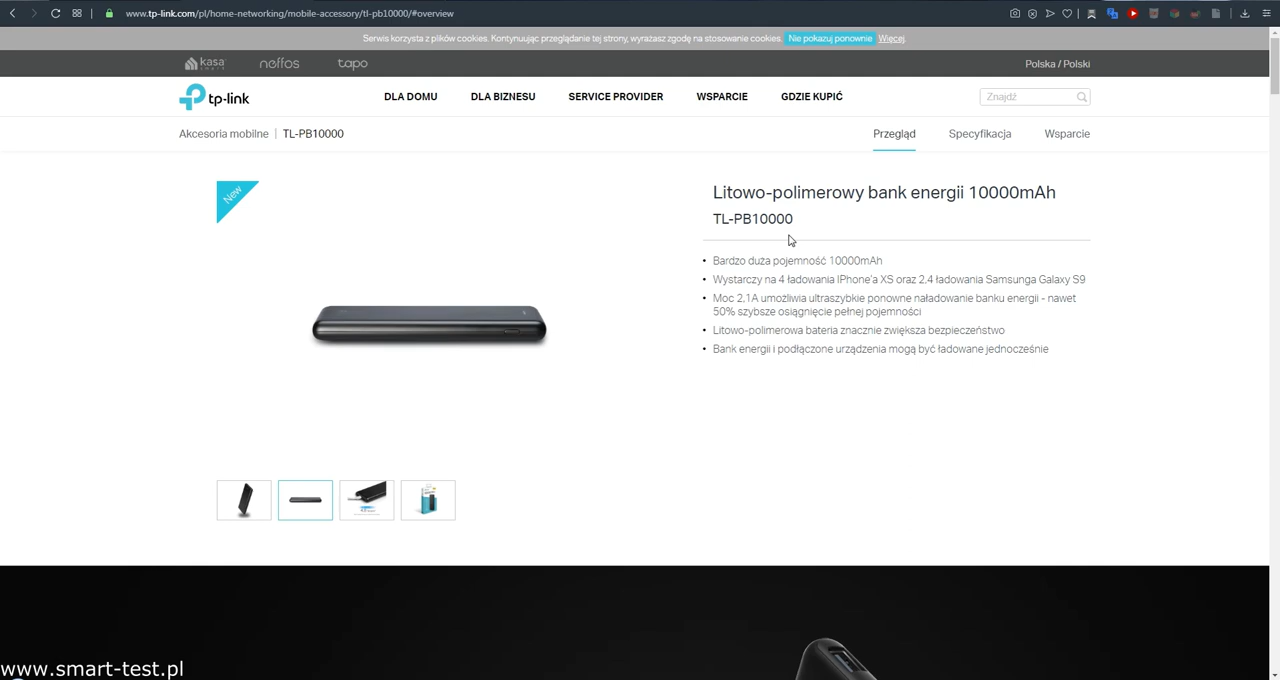 www.tp-link.com/pl/home-networking/mobile-accessory/tl-pb10000/#overview
Serwis korzysta z plików cookies. Kontynuując przeglądanie tej strony, wyrażasz zgodę na stosowanie cookies. Nie pokazuj ponownie Więcej.
kasa smart neffos tapo Polska / Polski
tp-link DLA DOMU DLA BIZNESU SERVICE PROVIDER WSPARCIE GDZIE KUPIĆ Znajdź
Akcesoria mobilne | TL-PB10000 Przegląd Specyfikacja Wsparcie
New
Litowo-polimerowy bank energii 10000mAh
TL-PB10000
• Bardzo duża pojemność 10000mAh
• Wystarczy na 4 ładowania IPhone'a XS oraz 2,4 ładowania Samsunga Galaxy S9
• Moc 2,1A umożliwia ultraszybkie ponowne naładowanie banku energii - nawet
50% szybsze osiągnięcie pełnej pojemności
• Litowo-polimerowa bateria znacznie zwiększa bezpieczeństwo
• Bank energii i podłączone urządzenia mogą być ładowane jednocześnie
www.smart-test.pl